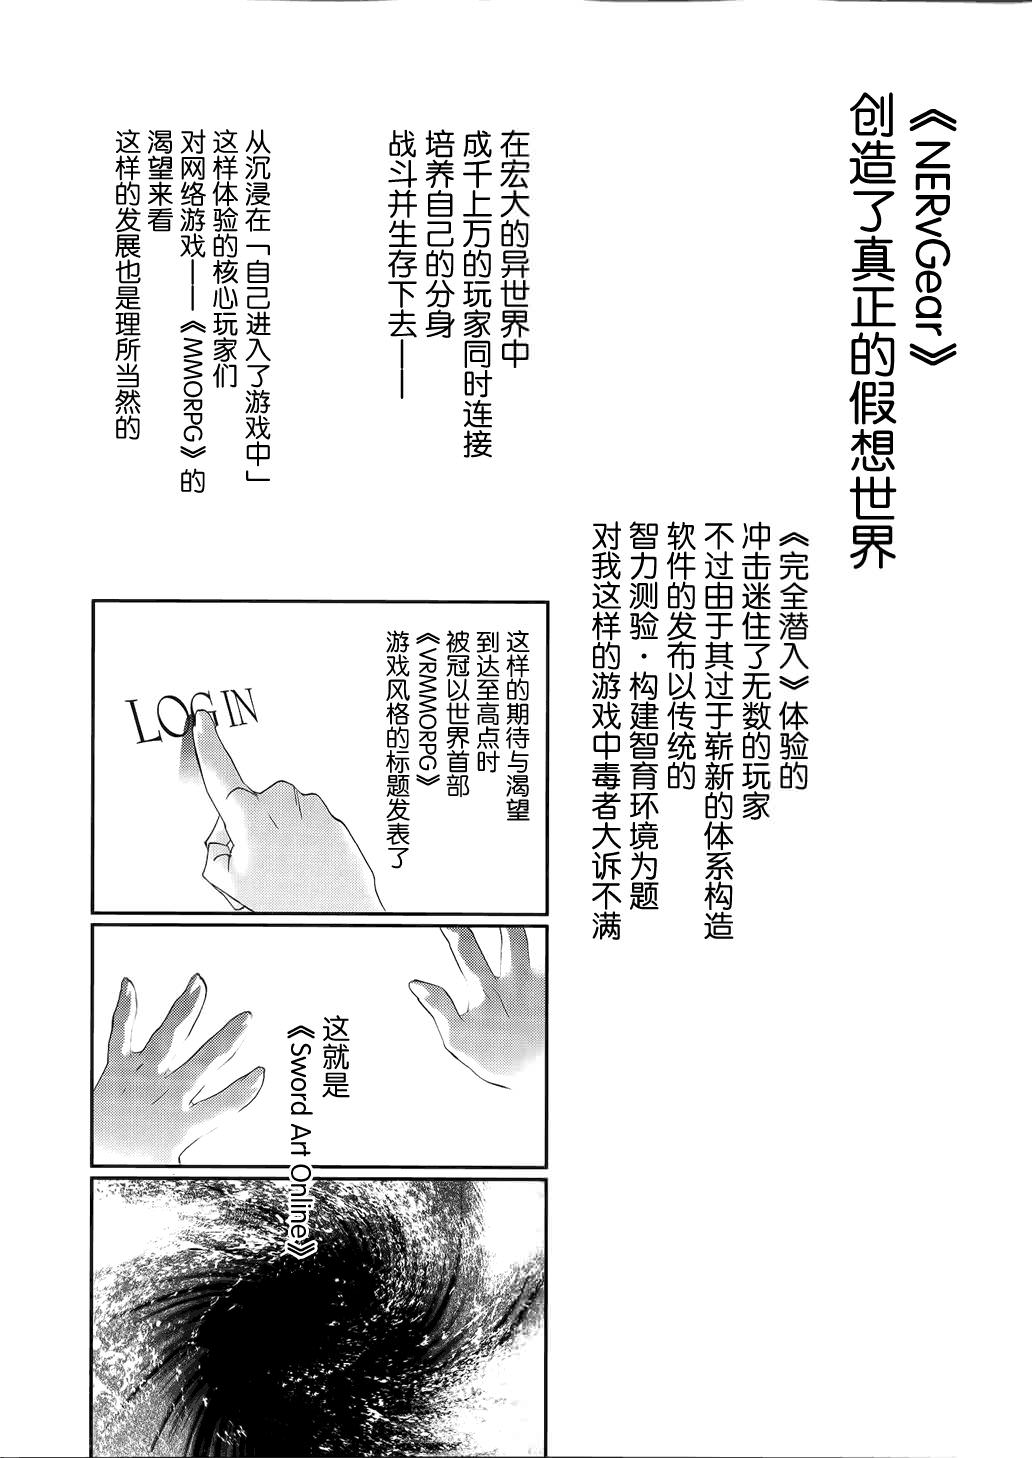 《NERvGear》
创造了真正的假想世界
《完全潜入》体验的
冲击迷住了无数的玩家
不过由于其过于崭新的体系构造
软件的发布以传统的
智力测验·构建智育环境为题
对我这样的游戏中毒者大诉不满
在宏大的异世界中
成千上万的玩家同时连接
培养自己的分身
战斗并生存下去——
从沉浸在「自己进入了游戏中」
这样体验的核心玩家们
对网络游戏——《MMORPG》的
渴望来看
这样的发展也是理所当然的
这样的期待与渴望
到达至高点时
被冠以世界首部
《VRMMORPG》
游戏风格的标题发表了
LOGIN
这就是
《Sword Art Online》